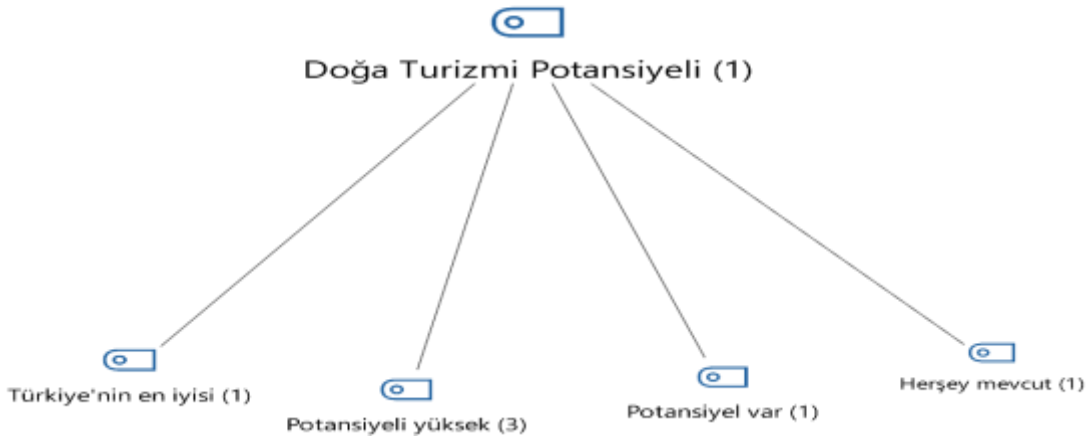 Doğa Turizmi Potansiyeli (1)
Türkiye'nin en iyisi (1)
Potansiyeli yüksek (3)
Potansiyel var (1)
Herşey mevcut (1)